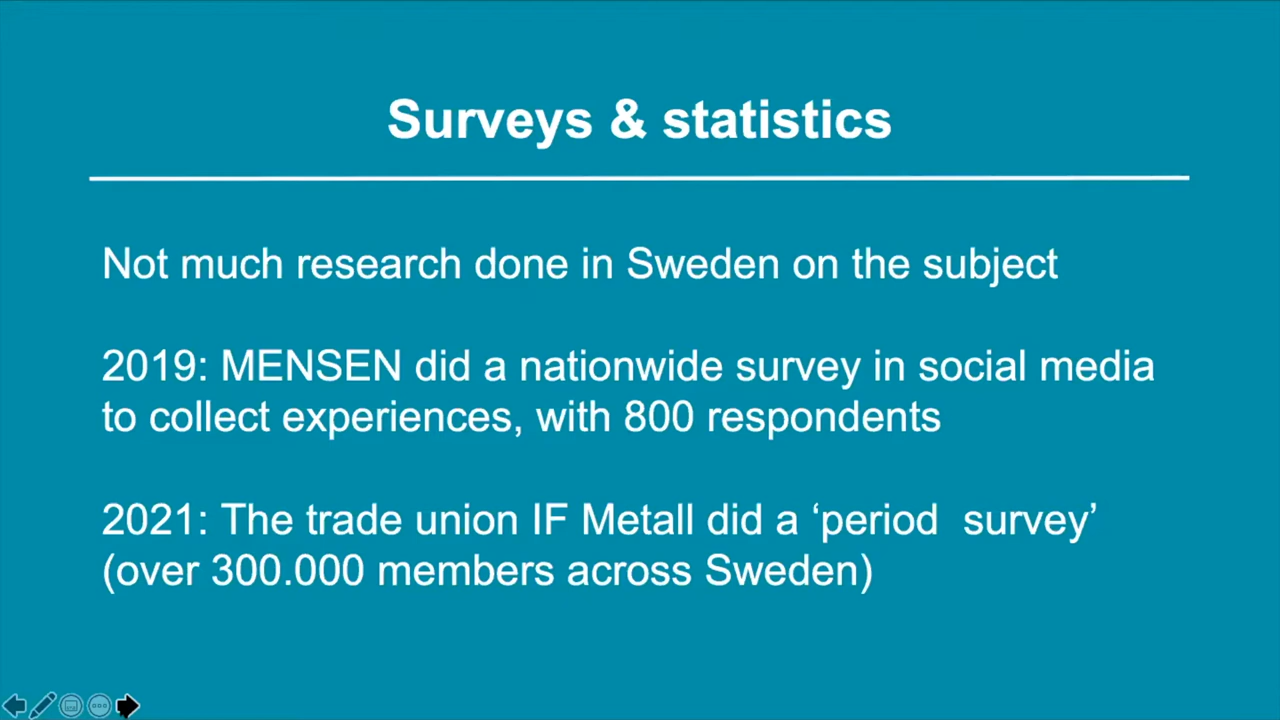 Surveys & statistics
Not much research done in Sweden on the subject
2019: MENSEN did a nationwide survey in social media
to collect experiences, with 800 respondents
2021: The trade union IF Metall did a ‘period  survey’
(over 300.000 members across Sweden)